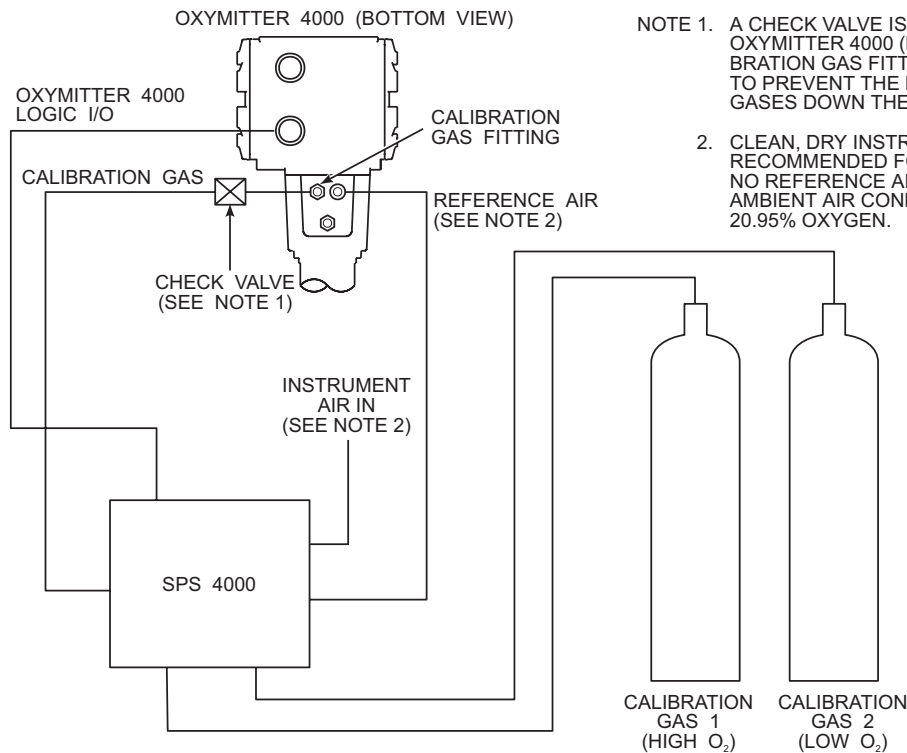 OXYMITTER 4000 (BOTTOM VIEW)
NOTE 1. A CHECK VALVE IS
OXYMITTER 4000 (
BRATION GAS FITT
TO PREVENT THE
GASES DOWN THE
2. CLEAN, DRY INSTR
RECOMMENDED FO
NO REFERENCE A
AMBIENT AIR CON
20.95% OXYGEN.
OXYMITTER 4000
LOGIC I/O
CALIBRATION
GAS FITTING
CALIBRATION GAS
REFERENCE AIR
(SEE NOTE 2)
CHECK VALVE
(SEE NOTE 1)
INSTRUMENT
AIR IN
(SEE NOTE 2)
SPS 4000
CALIBRATION
GAS 1
(HIGH O₂)
CALIBRATION
GAS 2
(LOW O₂)